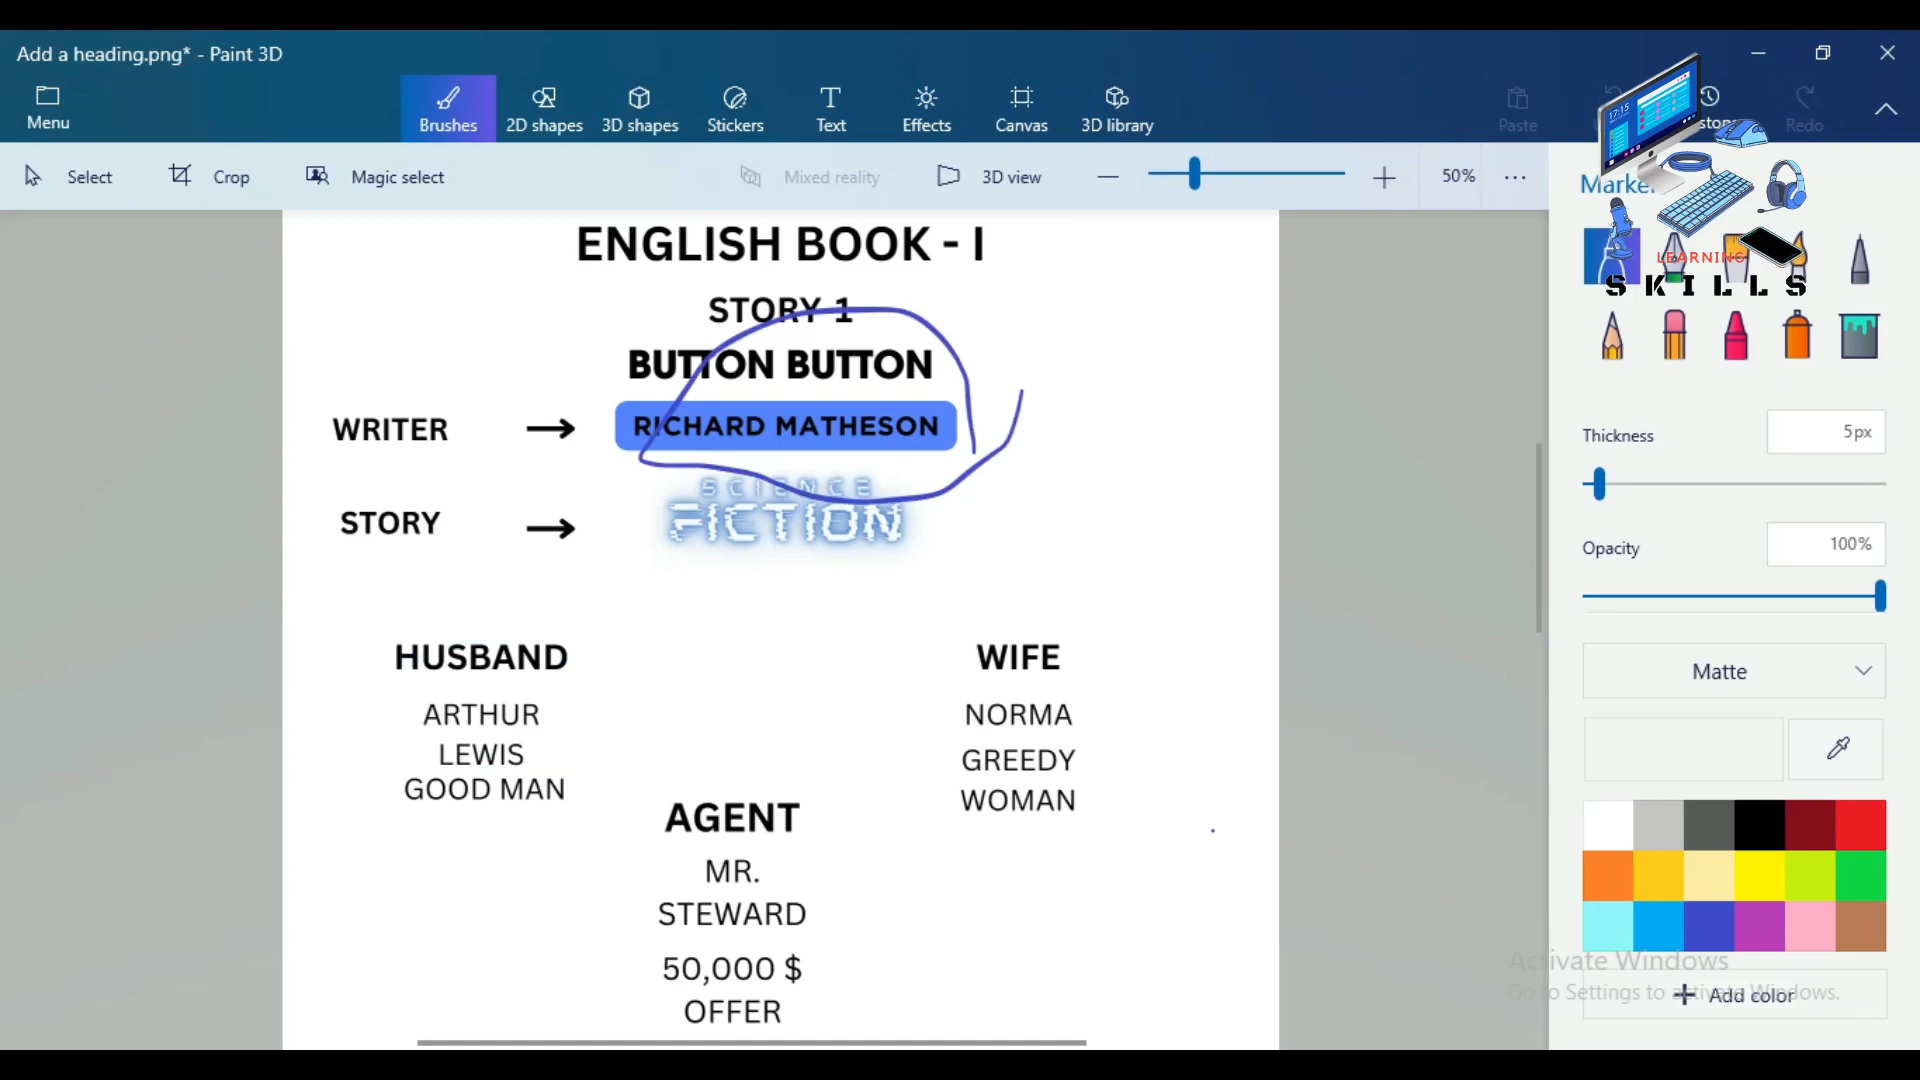 Add a heading.png* - Paint 3D
Menu
Brushes 2D shapes 3D shapes Stickers Text Effects Canvas 3D library Paste Redo
Select Crop Magic select Mixed reality 3D view 50%
17:15
LEARNING
SKILLS
ENGLISH BOOK - I
STORY 1
BUTTON BUTTON
WRITER → RICHARD MATHESON
STORY → SCIENCE
FICTION
HUSBAND
ARTHUR
LEWIS
GOOD MAN
WIFE
NORMA
GREEDY
WOMAN
AGENT
MR.
STEWARD
50,000 $
OFFER
Thickness 5px
Opacity 100%
Matte
Activate Windows
Go to Settings to activate Windows.
Add color